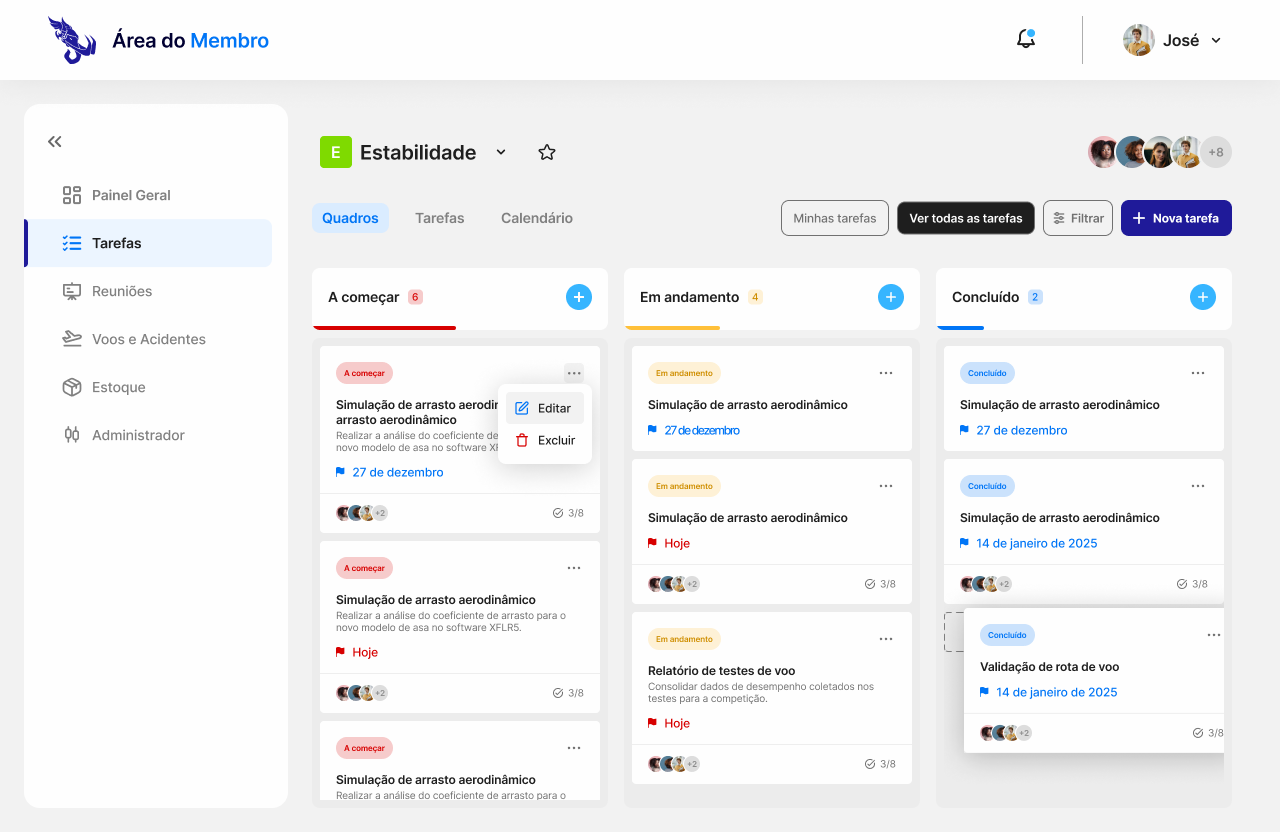 Área do Membro
José
Painel Geral
Tarefas
Reuniões
Voos e Acidentes
Estoque
Administrador
E Estabilidade
+8
Quadros Tarefas Calendário
Minhas tarefas Ver todas as tarefas Filtrar Nova tarefa
A começar 6
A começar
Simulação de arrasto aerodin
arrasto aerodinâmico
Realizar a análise do coeficiente de
novo modelo de asa no software XF
27 de dezembro
+2 3/8
Editar
Excluir
A começar
Simulação de arrasto aerodinâmico
Realizar a análise do coeficiente de arrasto para o
novo modelo de asa no software XFLR5.
Hoje
+2 3/8
A começar
Simulação de arrasto aerodinâmico
Realizar a análise do coeficiente de arrasto para o
Em andamento 4
Em andamento
Simulação de arrasto aerodinâmico
27 de dezembro
Em andamento
Simulação de arrasto aerodinâmico
Hoje
+2 3/8
Em andamento
Relatório de testes de voo
Consolidar dados de desempenho coletados nos
testes para a competição.
Hoje
+2 3/8
Concluído 2
Concluído
Simulação de arrasto aerodinâmico
27 de dezembro
Concluído
Simulação de arrasto aerodinâmico
14 de janeiro de 2025
+2 3/8
Concluído
Validação de rota de voo
14 de janeiro de 2025
+2 3/8